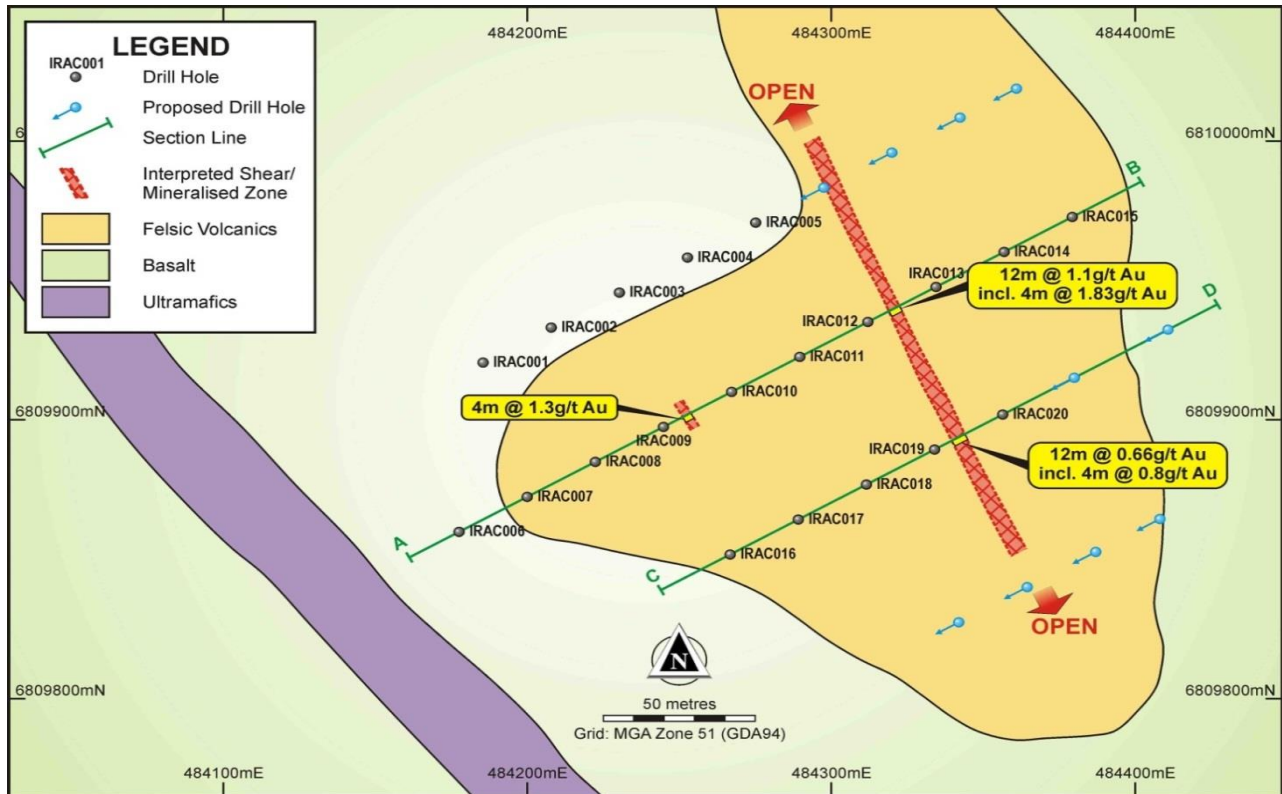 LEGEND
IRAC001
Drill Hole
Proposed Drill Hole
Section Line
Interpreted Shear/
Mineralised Zone
Felsic Volcanics
Basalt
Ultramafics
484200mE
484300mE
484400mE
OPEN
6810000mN
B
IRAC005
IRAC015
IRAC004
IRAC014
IRAC003
IRAC013
12m @ 1.1g/t Au
incl. 4m @ 1.83g/t Au
D
IRAC002
IRAC012
IRAC001
IRAC011
IRAC010
4m @ 1.3g/t Au
6809900mN
6809900mN
IRAC020
IRAC009
IRAC019
12m @ 0.66g/t Au
incl. 4m @ 0.8g/t Au
IRAC008
IRAC018
IRAC007
IRAC017
A
IRAC006
IRAC016
C
OPEN
N
6809800mN
6809800mN
50 metres
Grid: MGA Zone 51 (GDA94)
484100mE
484200mE
484300mE
484400mE